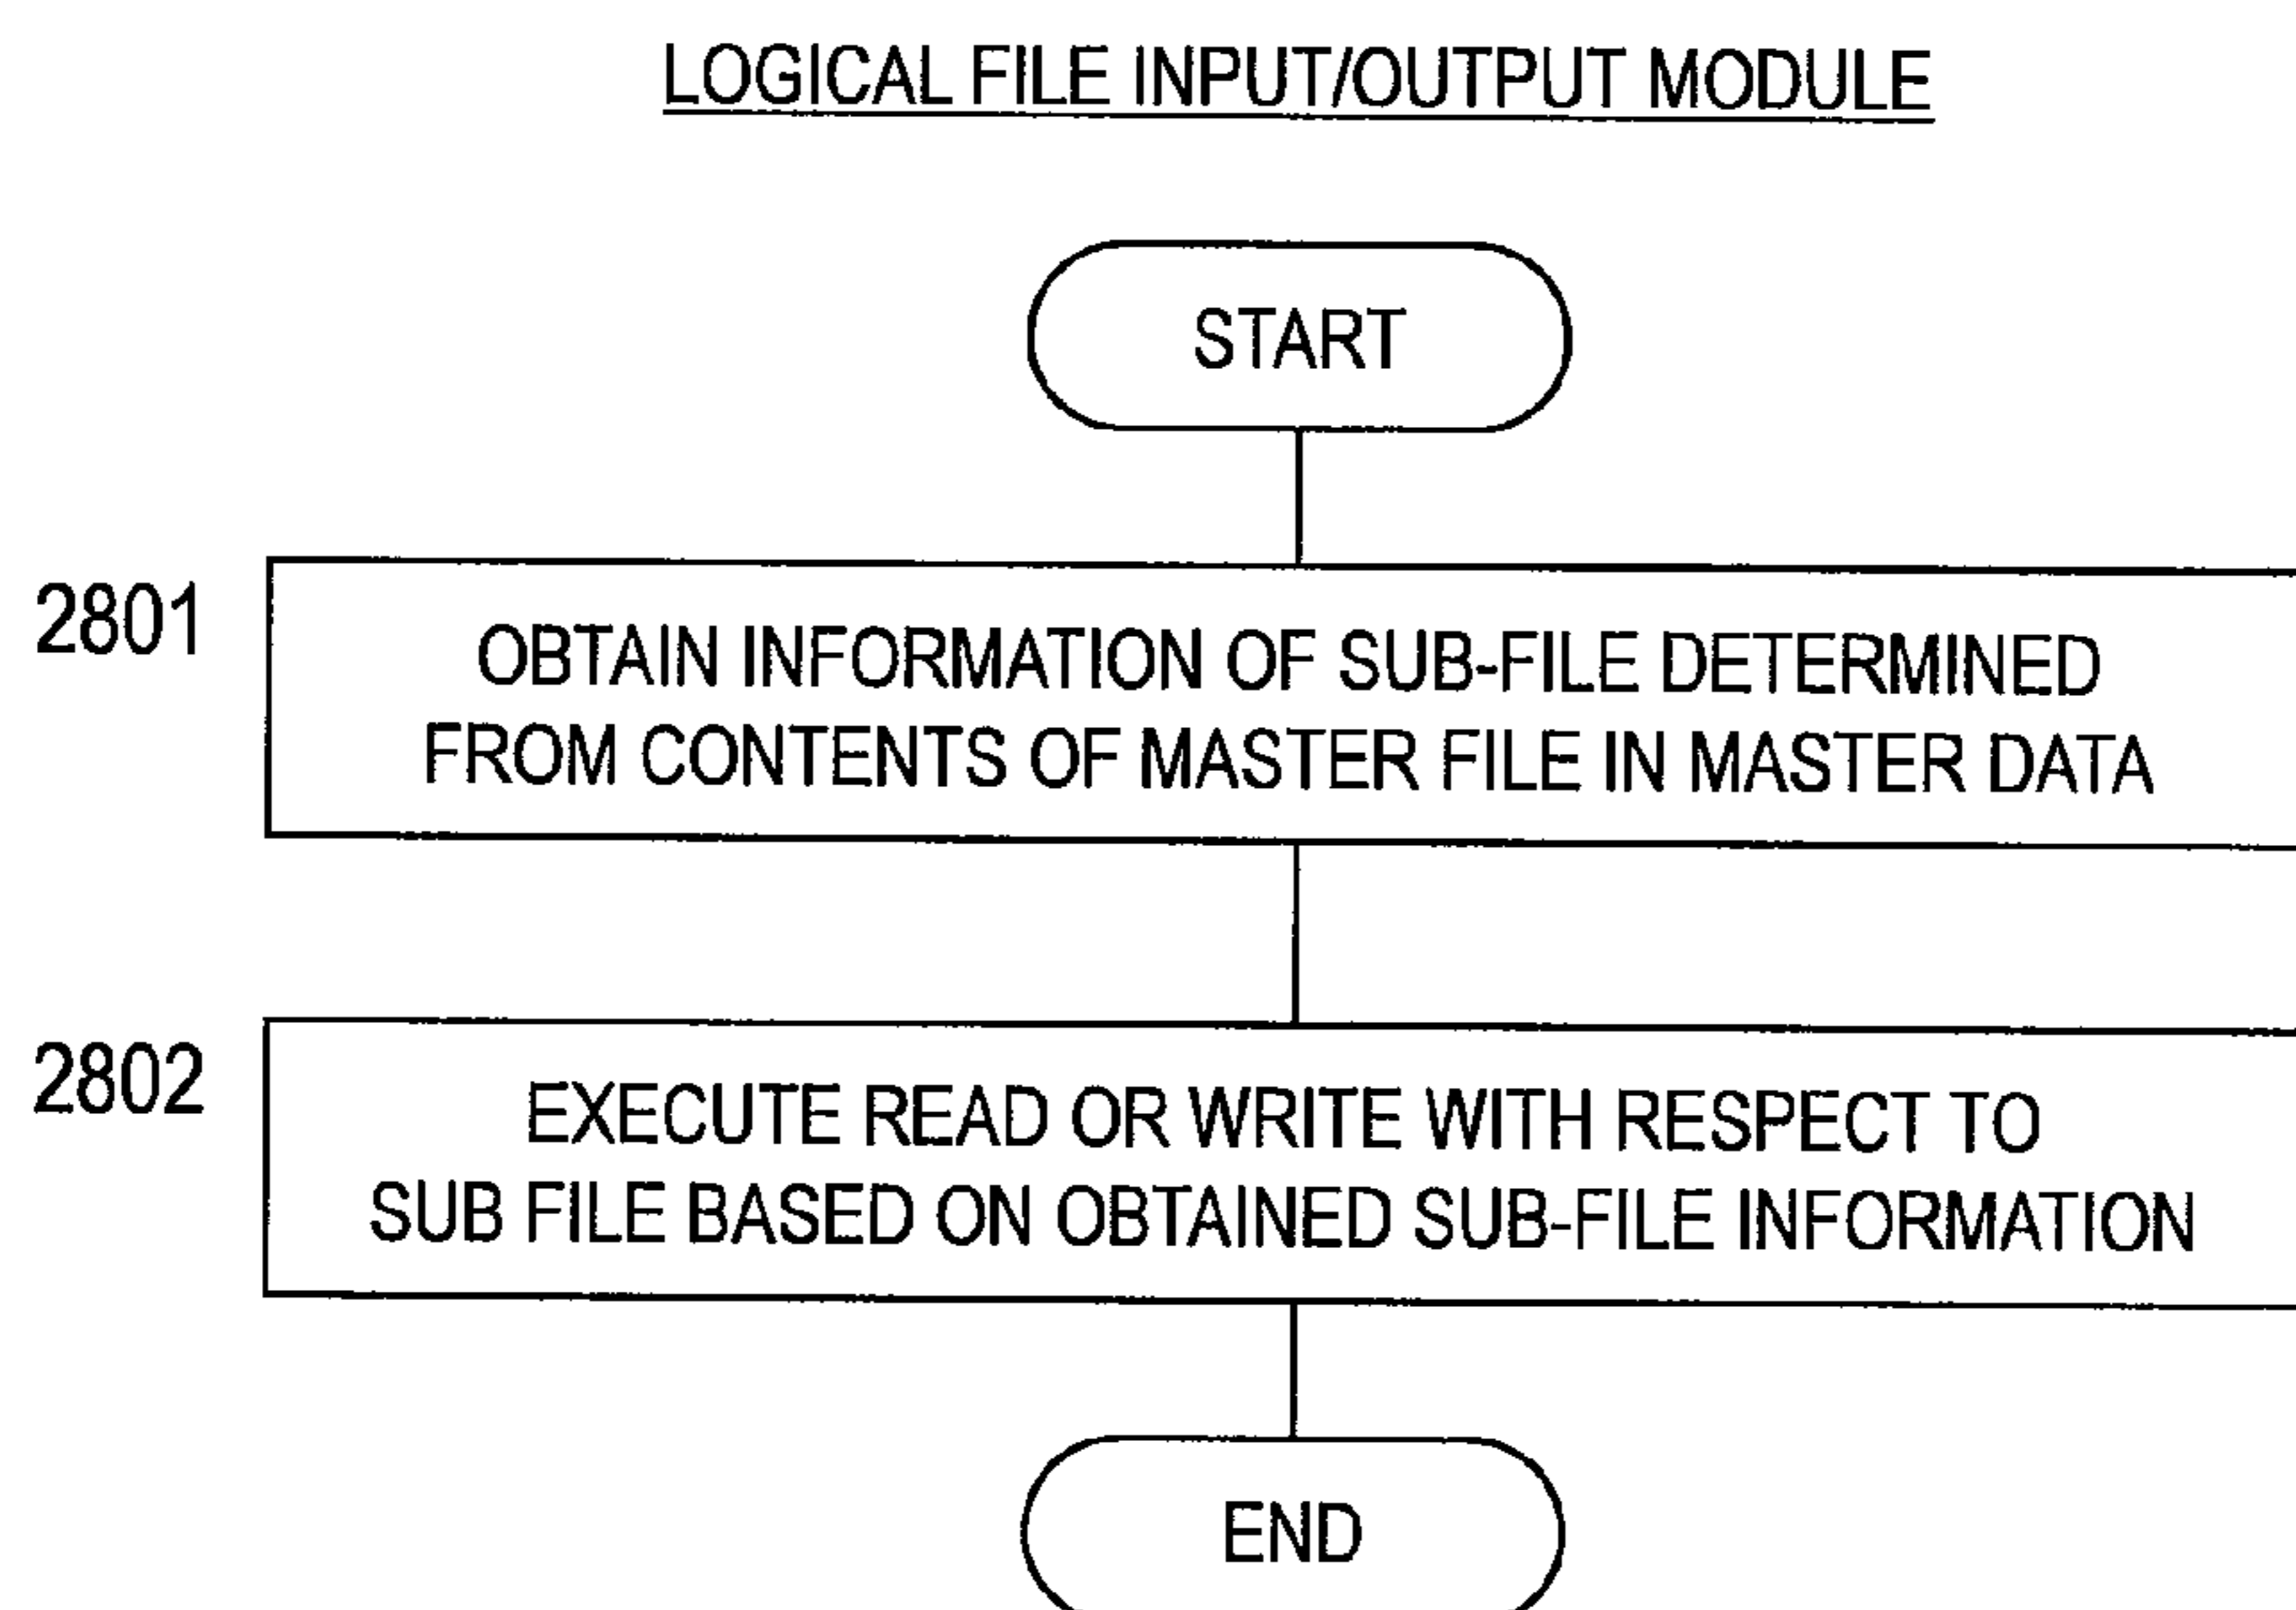 LOGICAL FILE INPUT/OUTPUT MODULE
START
2801
OBTAIN INFORMATION OF SUB-FILE DETERMINED
FROM CONTENTS OF MASTER FILE IN MASTER DATA
2802
EXECUTE READ OR WRITE WITH RESPECT TO
SUB FILE BASED ON OBTAINED SUB-FILE INFORMATION
END